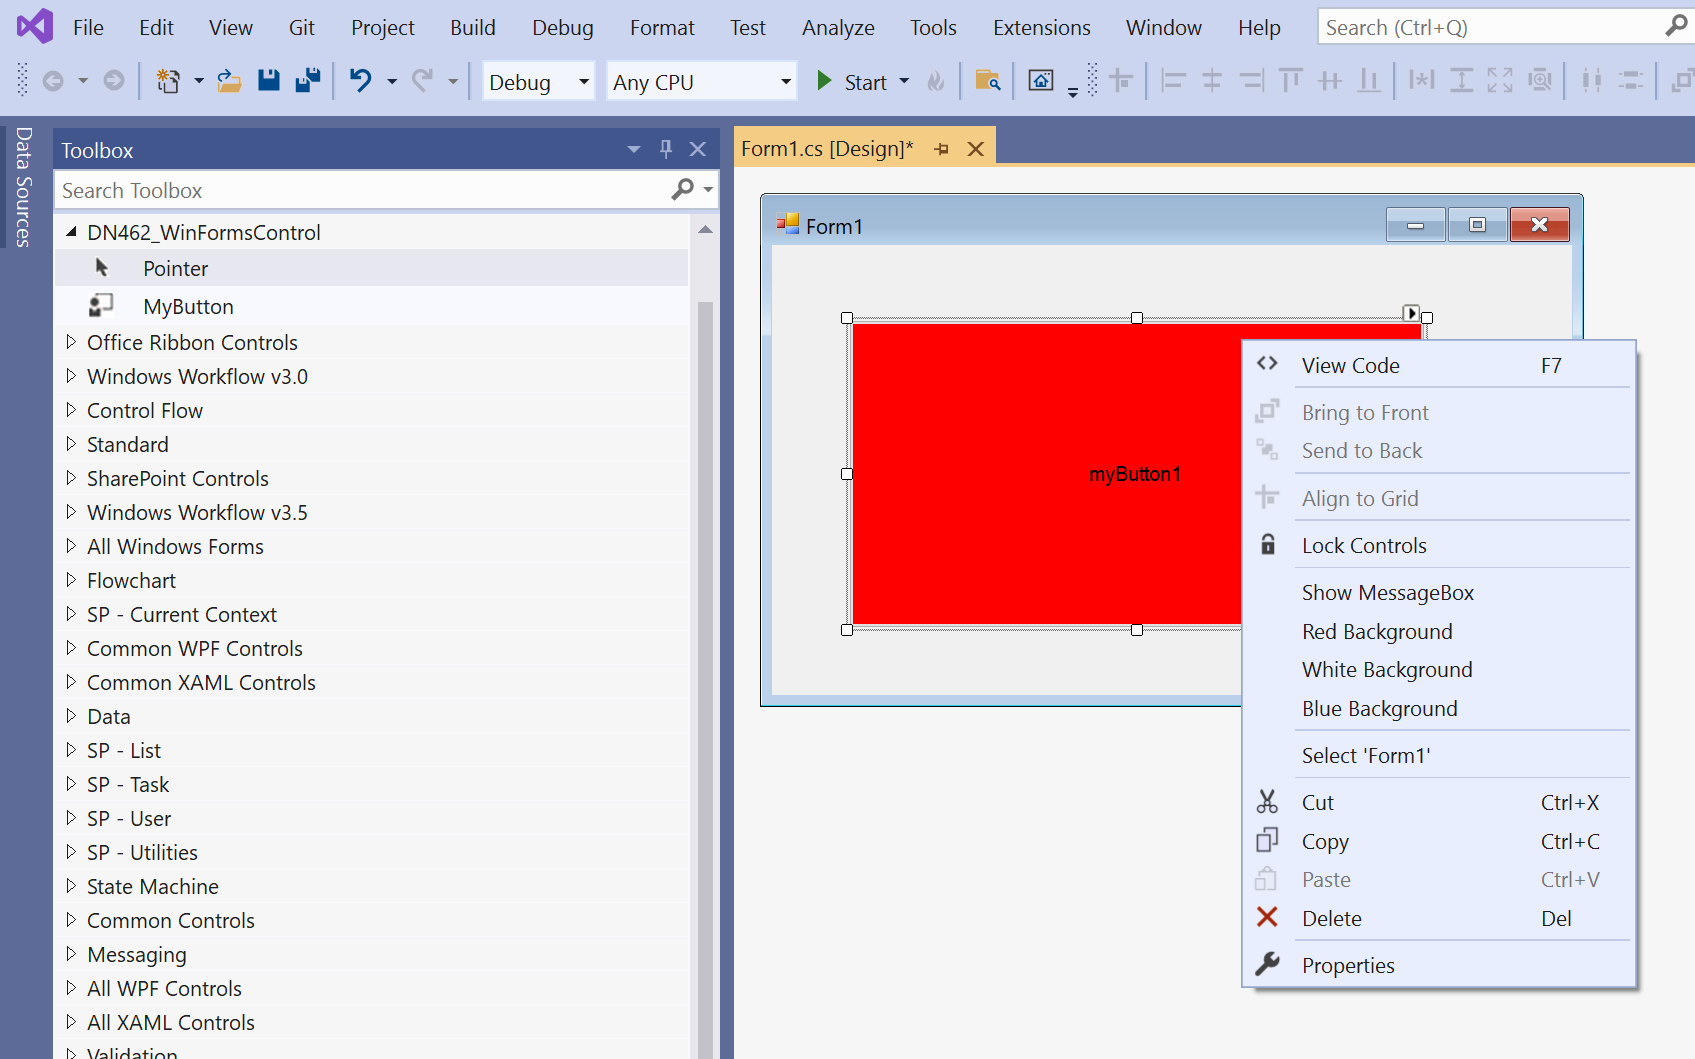 File Edit View Git Project Build Debug Format Test Analyze Tools Extensions Window Help Search (Ctrl+Q)
Debug Any CPU Start
Data Sources
Toolbox
Search Toolbox
DN462_WinFormsControl
Pointer
MyButton
Office Ribbon Controls
Windows Workflow v3.0
Control Flow
Standard
SharePoint Controls
Windows Workflow v3.5
All Windows Forms
Flowchart
SP - Current Context
Common WPF Controls
Common XAML Controls
Data
SP - List
SP - Task
SP - User
SP - Utilities
State Machine
Common Controls
Messaging
All WPF Controls
All XAML Controls
Validation
Form1.cs [Design]*
Form1
myButton1
View Code F7
Bring to Front
Send to Back
Align to Grid
Lock Controls
Show MessageBox
Red Background
White Background
Blue Background
Select 'Form1'
Cut Ctrl+X
Copy Ctrl+C
Paste Ctrl+V
Delete Del
Properties